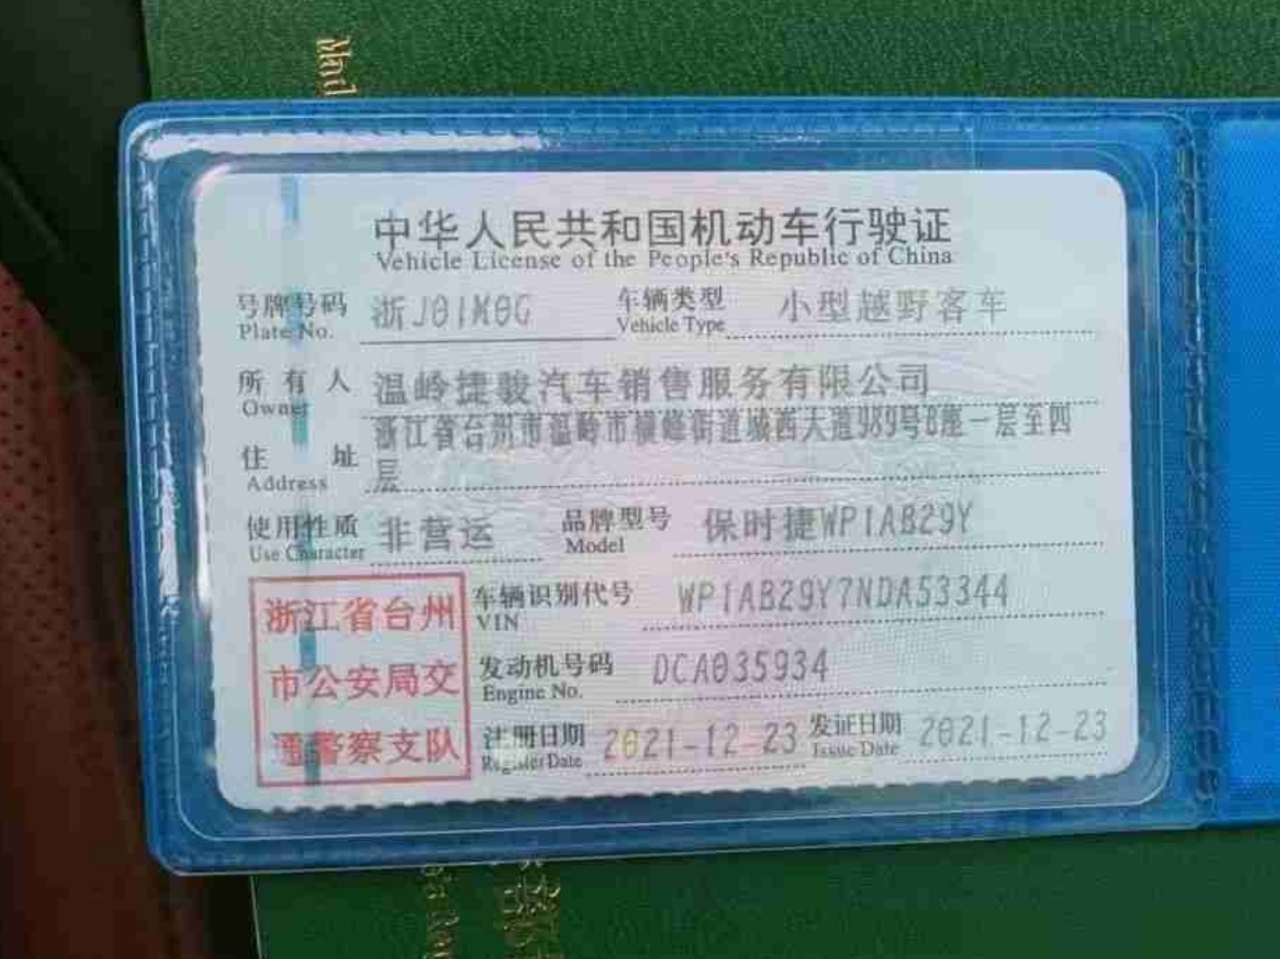 Mail
中华人民共和国机动车行驶证
Vehicle License of the People's Republic of China
号牌号码 浙J01M0G 车辆类型 小型越野客车
Plate No. Vehicle Type
所有人 温岭捷骏汽车销售服务有限公司
Owner
浙江省台州市温岭市横峰街道城西大道989号B座一层至四
住址 层
Address
使用性质 非营运 品牌型号 保时捷WP1AB29Y
Use Character Model
浙江省台州 车辆识别代号 WP1AB29Y7NDA53344
VIN
市公安局交 发动机号码 DCA035934
Engine No.
通警察支队 注册日期 2021-12-23 发证日期 2021-12-23
Register Date Issue Date